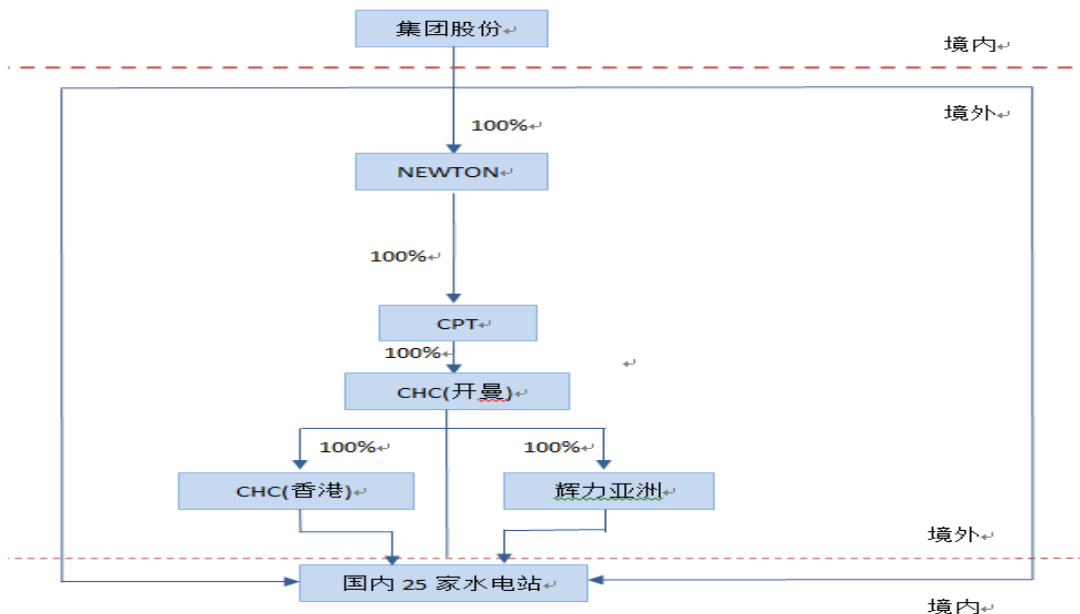 集团股份
境内
境外
100%
NEWTON
100%
CPT
100%
CHC(开曼)
100%
100%
CHC(香港)
辉力亚洲
境外
国内 25 家水电站
境内